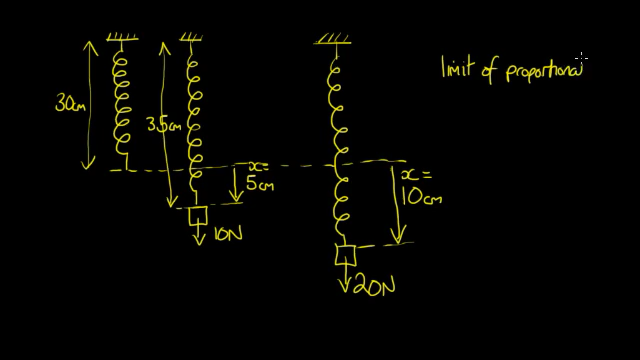 limit of proportional
30cm
35cm
x=
5cm
x=
10cm
10N
20N